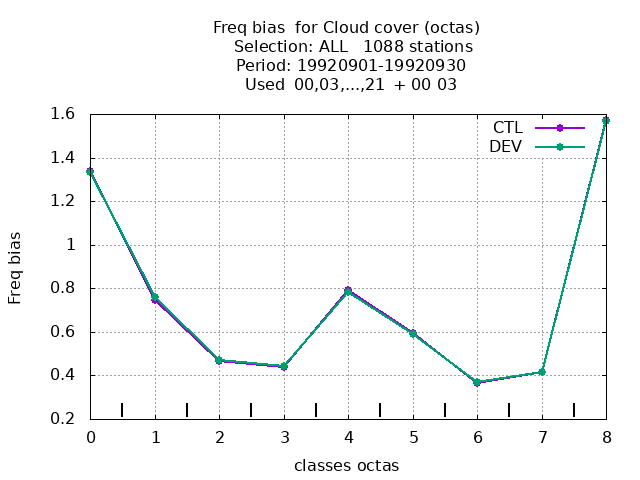 Freq bias  for Cloud cover (octas)
Selection: ALL   1088 stations
Period: 19920901-19920930
Used  00,03,...,21  + 00 03
CTL
DEV
1.6
1.4
1.2
1
0.8
0.6
0.4
0.2
Freq bias
0 1 2 3 4 5 6 7 8
classes octas